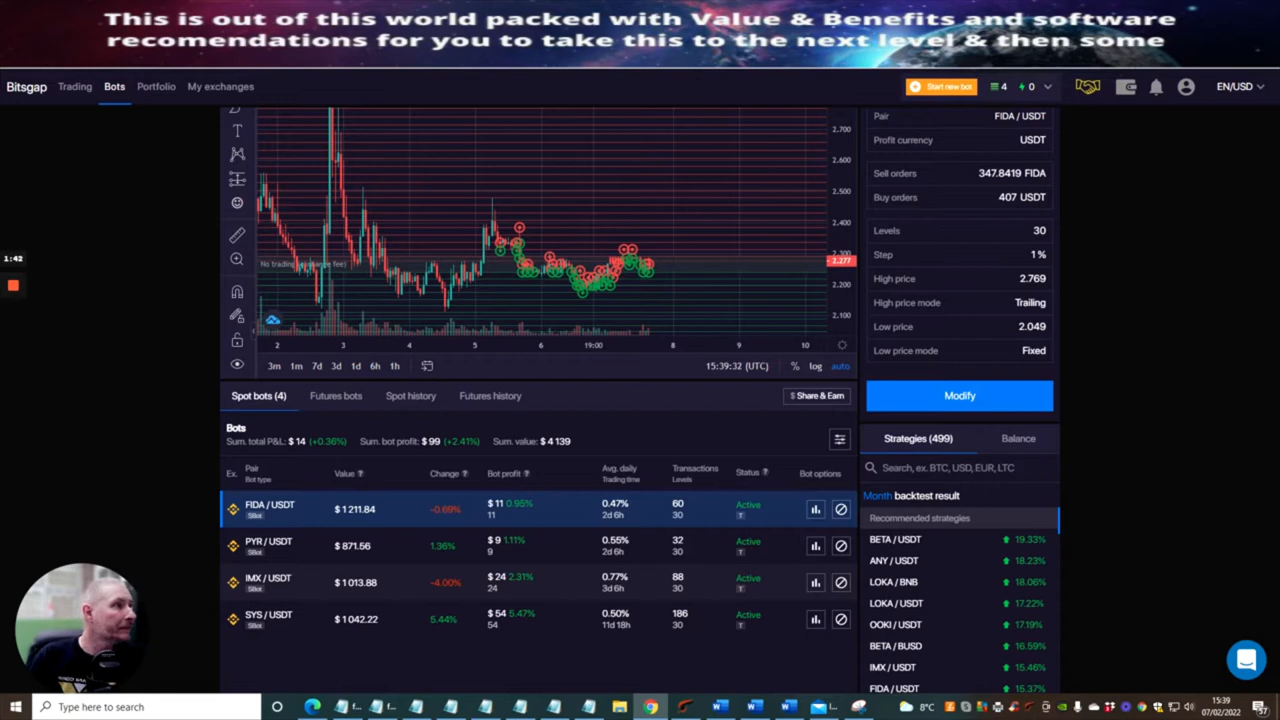 This is out of this world packed with Value & Benefits and software
recomendations for you to take this to the next level & then some
Bitsgap Trading Bots Portfolio My exchanges Start new bot 4 0 EN/USD
2.700
2.600
2.500
2.400
2.300
2.277
2.200
2.100
2 3 4 5 6 19:00 8 9 10
3m 1m 7d 3d 1d 6h 1h 15:39:32 (UTC) % log auto
1:42
Pair FIDA / USDT
Profit currency USDT
Sell orders 347.8419 FIDA
Buy orders 407 USDT
Levels 30
Step 1 %
High price 2.769
High price mode Trailing
Low price 2.049
Low price mode Fixed
Modify
Spot bots (4) Futures bots Spot history Futures history $ Share & Earn
Bots
Sum. total P&L: $ 14 (+0.36%) Sum. bot profit: $ 99 (+2.41%) Sum. value: $ 4 139
Ex. Pair Value ? Change ? Bot profit ? Avg. daily Transactions Status ? Bot options
Bot type Trading time Levels
FIDA / USDT $ 1 211.84 -0.69% $ 11 0.95% 0.47% 60 Active
SBot 11 2d 6h 30 T
PYR / USDT $ 871.56 1.36% $ 9 1.11% 0.55% 32 Active
SBot 9 2d 6h 30 T
IMX / USDT $ 1 013.88 -4.00% $ 24 2.31% 0.77% 88 Active
SBot 24 3d 6h 30 T
SYS / USDT $ 1 042.22 5.44% $ 54 5.47% 0.50% 186 Active
SBot 54 11d 18h 30 T
Strategies (499) Balance
Search, ex. BTC, USD, EUR, LTC
Month backtest result
Recommended strategies
BETA / USDT 19.33%
ANY / USDT 18.23%
LOKA / BNB 18.06%
LOKA / USDT 17.22%
OOKI / USDT 17.19%
BETA / BUSD 16.59%
IMX / USDT 15.46%
FIDA / USDT 15.37%
Type here to search
8°C
15:39
07/02/2022